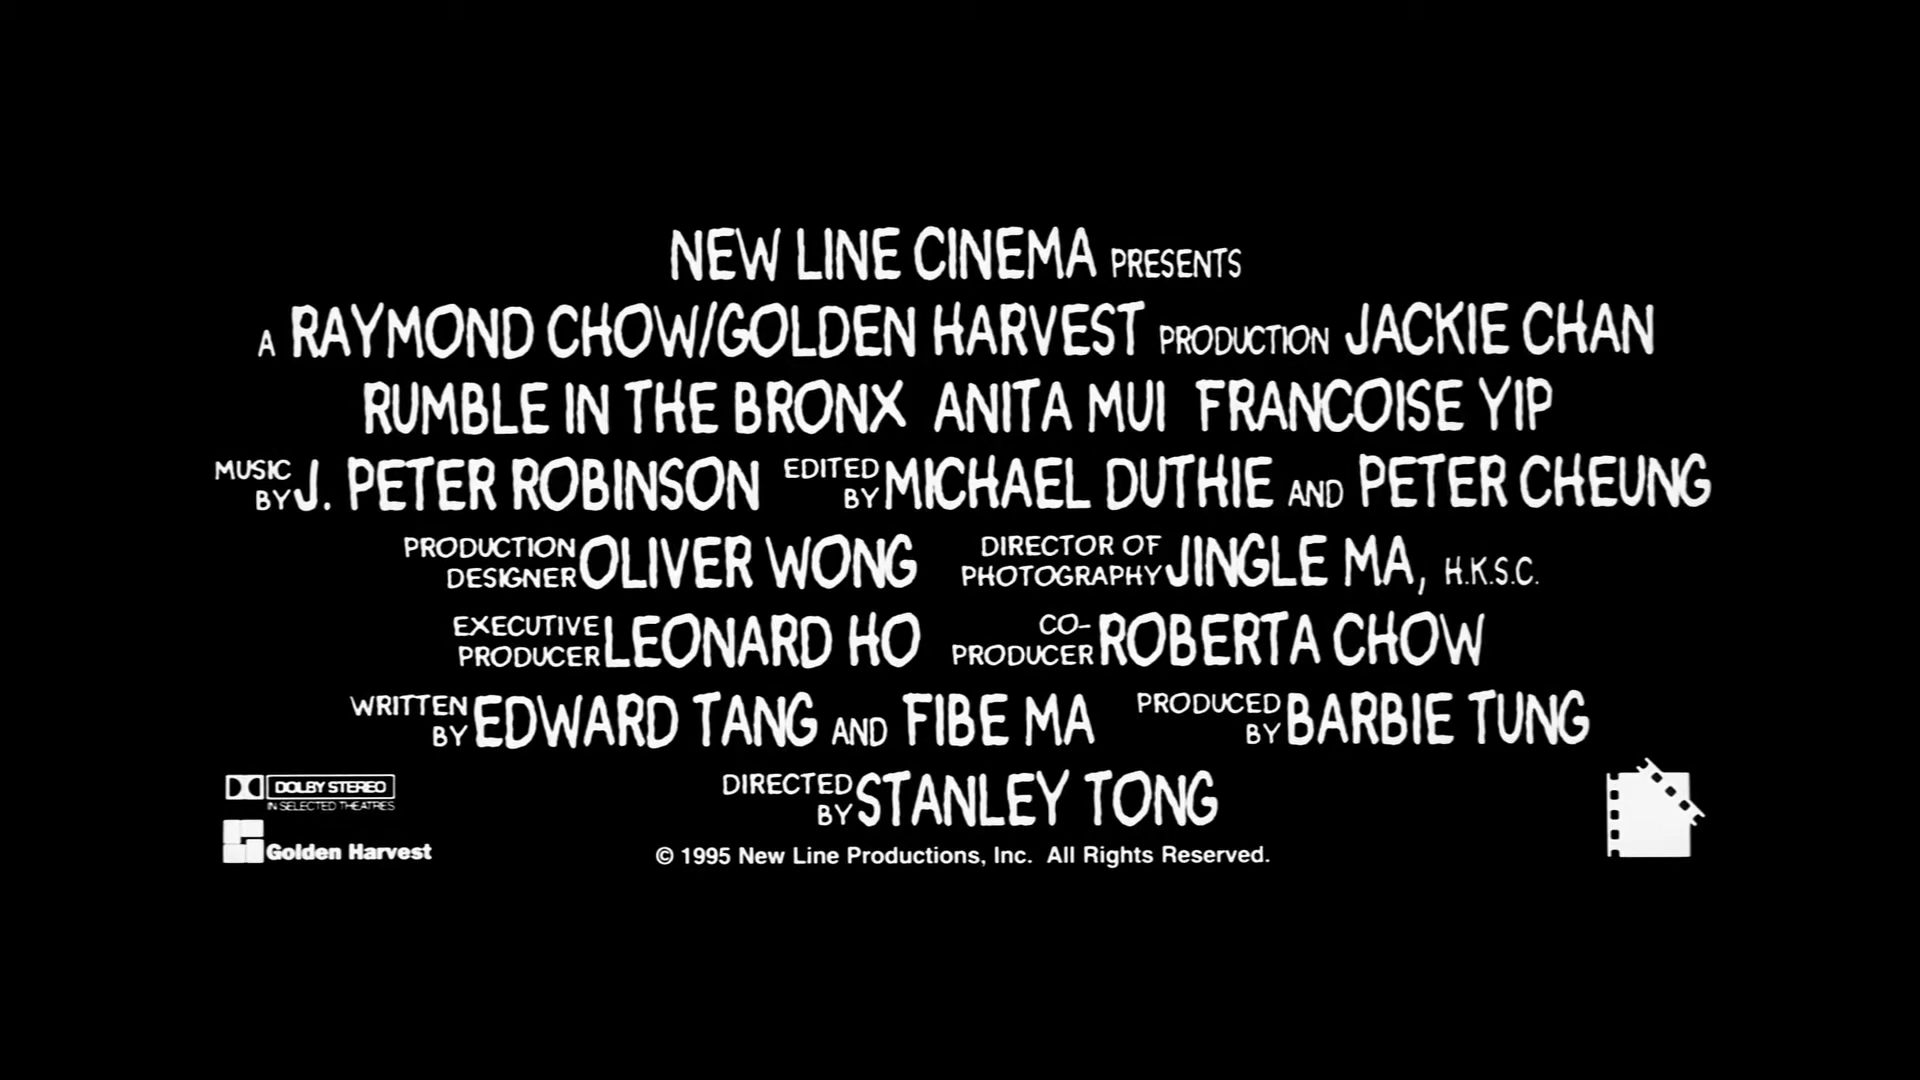 NEW LINE CINEMA PRESENTS
A RAYMOND CHOW/GOLDEN HARVEST PRODUCTION JACKIE CHAN
RUMBLE IN THE BRONX ANITA MUI FRANCOISE YIP
MUSIC BY J. PETER ROBINSON EDITED BY MICHAEL DUTHIE AND PETER CHEUNG
PRODUCTION DESIGNER OLIVER WONG DIRECTOR OF PHOTOGRAPHY JINGLE MA, H.K.S.C.
EXECUTIVE PRODUCER LEONARD HO CO-PRODUCER ROBERTA CHOW
WRITTEN BY EDWARD TANG AND FIBE MA PRODUCED BY BARBIE TUNG
DIRECTED BY STANLEY TONG
DOLBY STEREO
IN SELECTED THEATRES
Golden Harvest
© 1995 New Line Productions, Inc. All Rights Reserved.